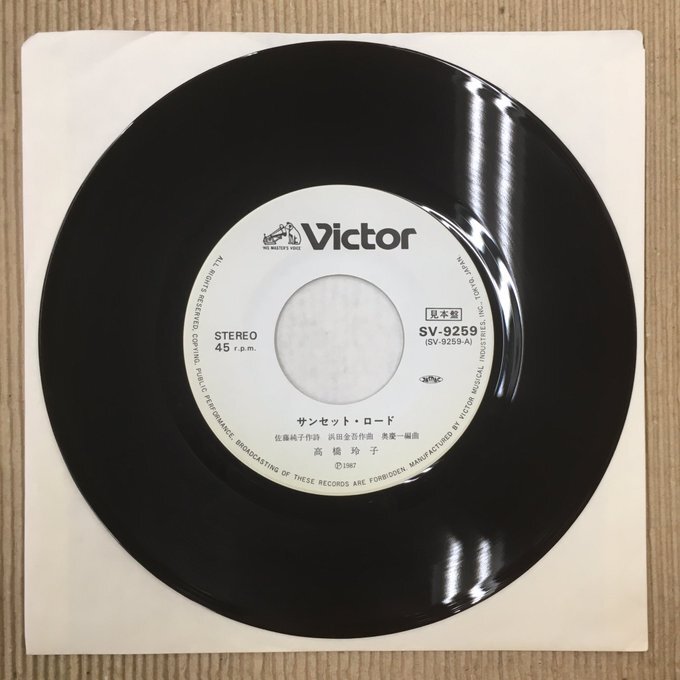 HIS MASTER'S VOICE
Victor
STEREO
45 r.p.m.
見本盤
SV-9259
(SV-9259-A)
JASRAC
サンセット・ロード
佐藤純子作詩 浜田金吾作曲 奥慶一編曲
高橋玲子
Ⓟ1987
ALL RIGHTS RESERVED. COPYING, PUBLIC PERFORMANCE, BROADCASTING OF THESE RECORDS ARE FORBIDDEN. MANUFACTURED BY VICTOR MUSICAL INDUSTRIES, INC., TOKYO, JAPAN.